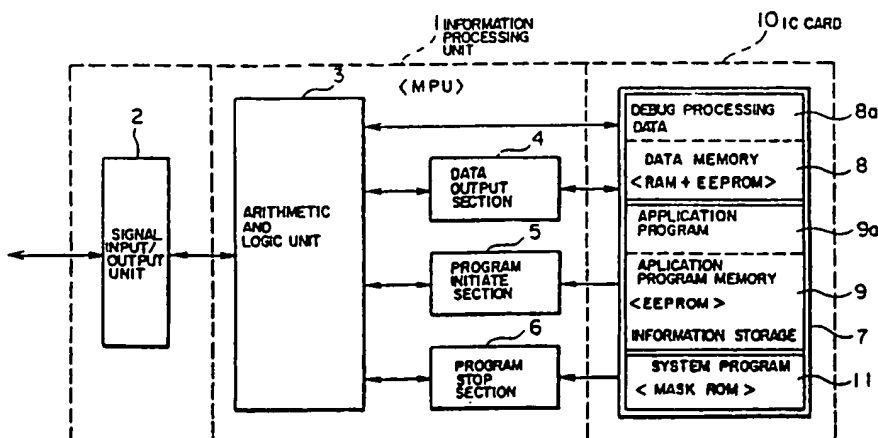 1 INFORMATION
PROCESSING
UNIT
10 IC CARD
3
<MPU>
2
SIGNAL
INPUT/
OUTPUT
UNIT
ARITHMETIC
AND
LOGIC UNIT
4
DATA
OUTPUT
SECTION
5
PROGRAM
INITIATE
SECTION
6
PROGRAM
STOP
SECTION
DEBUG PROCESSING
DATA
8a
DATA MEMORY
<RAM + EEPROM>
8
APPLICATION
PROGRAM
9a
APLICATION
PROGRAM MEMORY
<EEPROM>
9
INFORMATION STORAGE
7
SYSTEM PROGRAM
<MASK ROM>
11